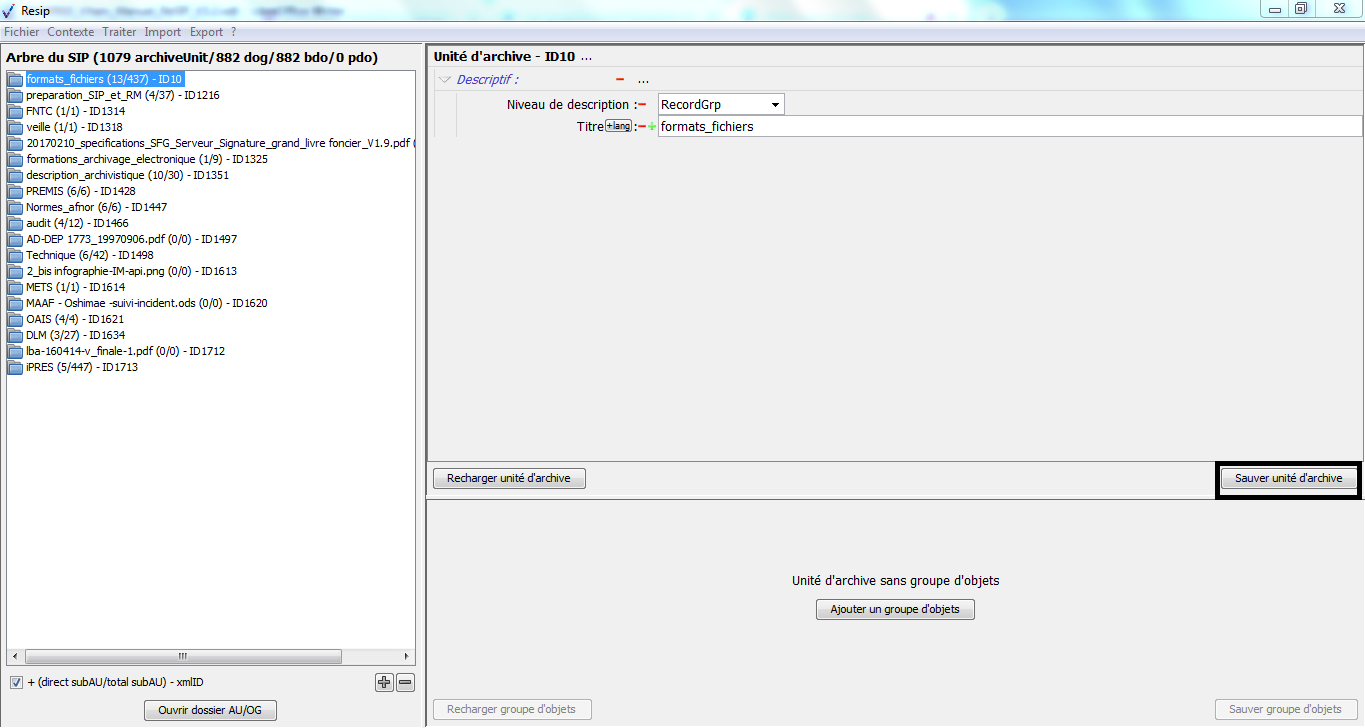 Resip
Fichier Contexte Traiter Import Export ?
Arbre du SIP (1079 archiveUnit/882 dog/882 bdo/0 pdo)
formats_fichiers (13/437) - ID10
preparation_SIP_et_RM (4/37) - ID1216
FNTC (1/1) - ID1314
veille (1/1) - ID1318
20170210_specifications_SFG_Serveur_Signature_grand_livre foncier_V1.9.pdf (
formations_archivage_electronique (1/9) - ID1325
description_archivistique (10/30) - ID1351
PREMIS (6/6) - ID1428
Normes_afnor (6/6) - ID1447
audit (4/12) - ID1466
AD-DEP 1773_19970906.pdf (0/0) - ID1497
Technique (6/42) - ID1498
2_bis infographie-IM-api.png (0/0) - ID1613
METS (1/1) - ID1614
MAAF - Oshimae -suivi-incident.ods (0/0) - ID1620
OAIS (4/4) - ID1621
DLM (3/27) - ID1634
lba-160414-v_finale-1.pdf (0/0) - ID1712
iPRES (5/447) - ID1713
+ (direct subAU/total subAU) - xmlID
Ouvrir dossier AU/OG
Unité d'archive - ID10 ...
Descriptif : ...
Niveau de description : RecordGrp
Titre +lang : formats_fichiers
Recharger unité d'archive
Sauver unité d'archive
Unité d'archive sans groupe d'objets
Ajouter un groupe d'objets
Recharger groupe d'objets
Sauver groupe d'objets